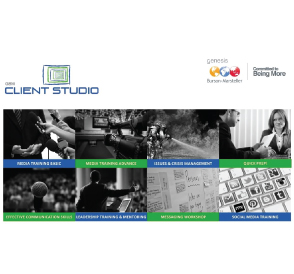 genesis
Burson-Marsteller
Committed to
Being More
CLIENT STUDIO
MEDIA TRAINING BASIC
MEDIA TRAINING ADVANCE
ISSUES & CRISIS MANAGEMENT
QUICK PREP!
EFFECTIVE COMMUNICATION SKILLS
LEADERSHIP TRAINING & MENTORING
MESSAGING WORKSHOP
SOCIAL MEDIA TRAINING